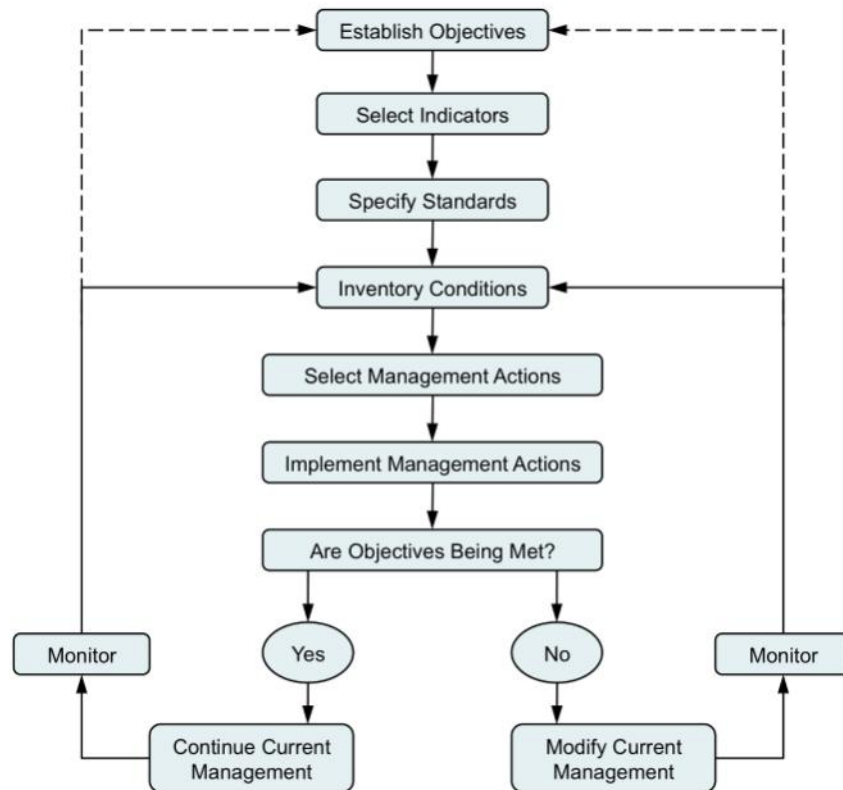 Establish Objectives
Select Indicators
Specify Standards
Inventory Conditions
Select Management Actions
Implement Management Actions
Are Objectives Being Met?
Yes
No
Monitor
Monitor
Continue Current
Management
Modify Current
Management